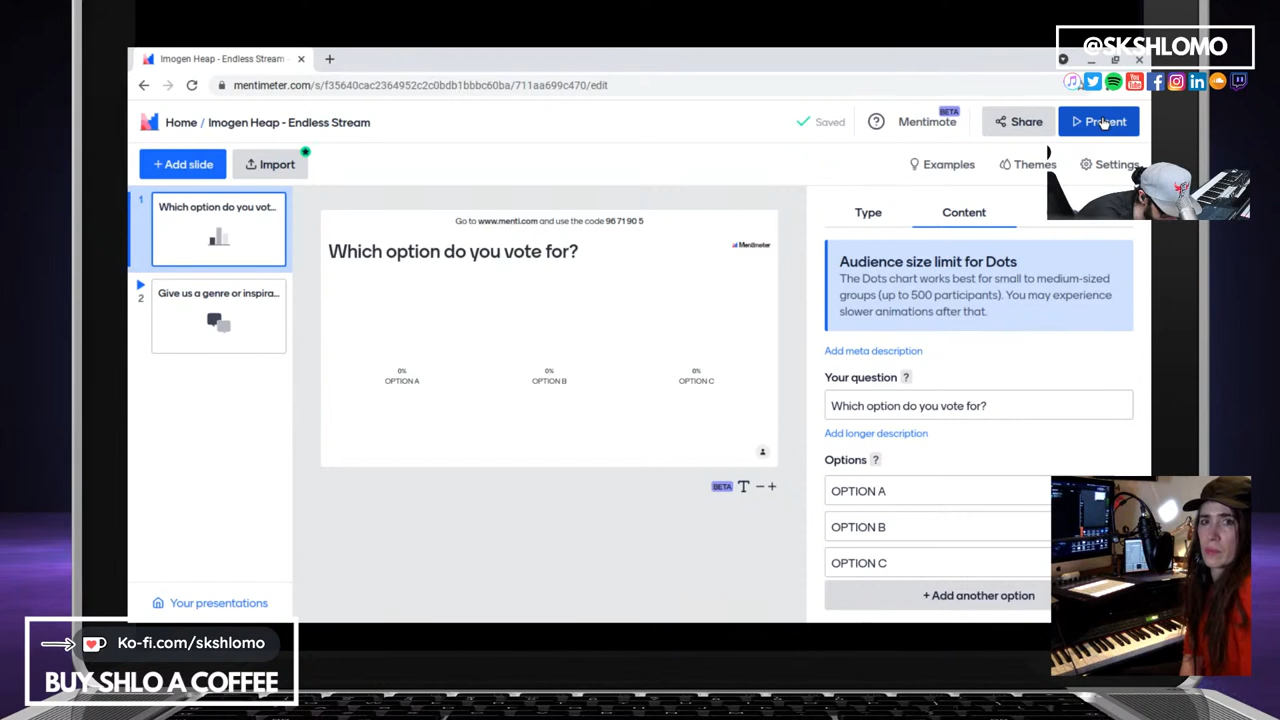 @SKSHLOMO
Imogen Heap - Endless Stream
mentimeter.com/s/f35640cac2364952c2c0bdb1bbbc60ba/711aa699c470/edit
Home / Imogen Heap - Endless Stream
Saved
Mentimote
BETA
Share
Present
+ Add slide
Import
Examples
Themes
Settings
1
Which option do you vot...
2
Give us a genre or inspira...
Your presentations
Go to www.menti.com and use the code 96 71 90 5
Which option do you vote for?
Mentimeter
0%
OPTION A
0%
OPTION B
0%
OPTION C
BETA
Type
Content
Audience size limit for Dots
The Dots chart works best for small to medium-sized
groups (up to 500 participants). You may experience
slower animations after that.
Add meta description
Your question ?
Which option do you vote for?
Add longer description
Options ?
OPTION A
OPTION B
OPTION C
+ Add another option
Ko-fi.com/skshlomo
BUY SHLO A COFFEE